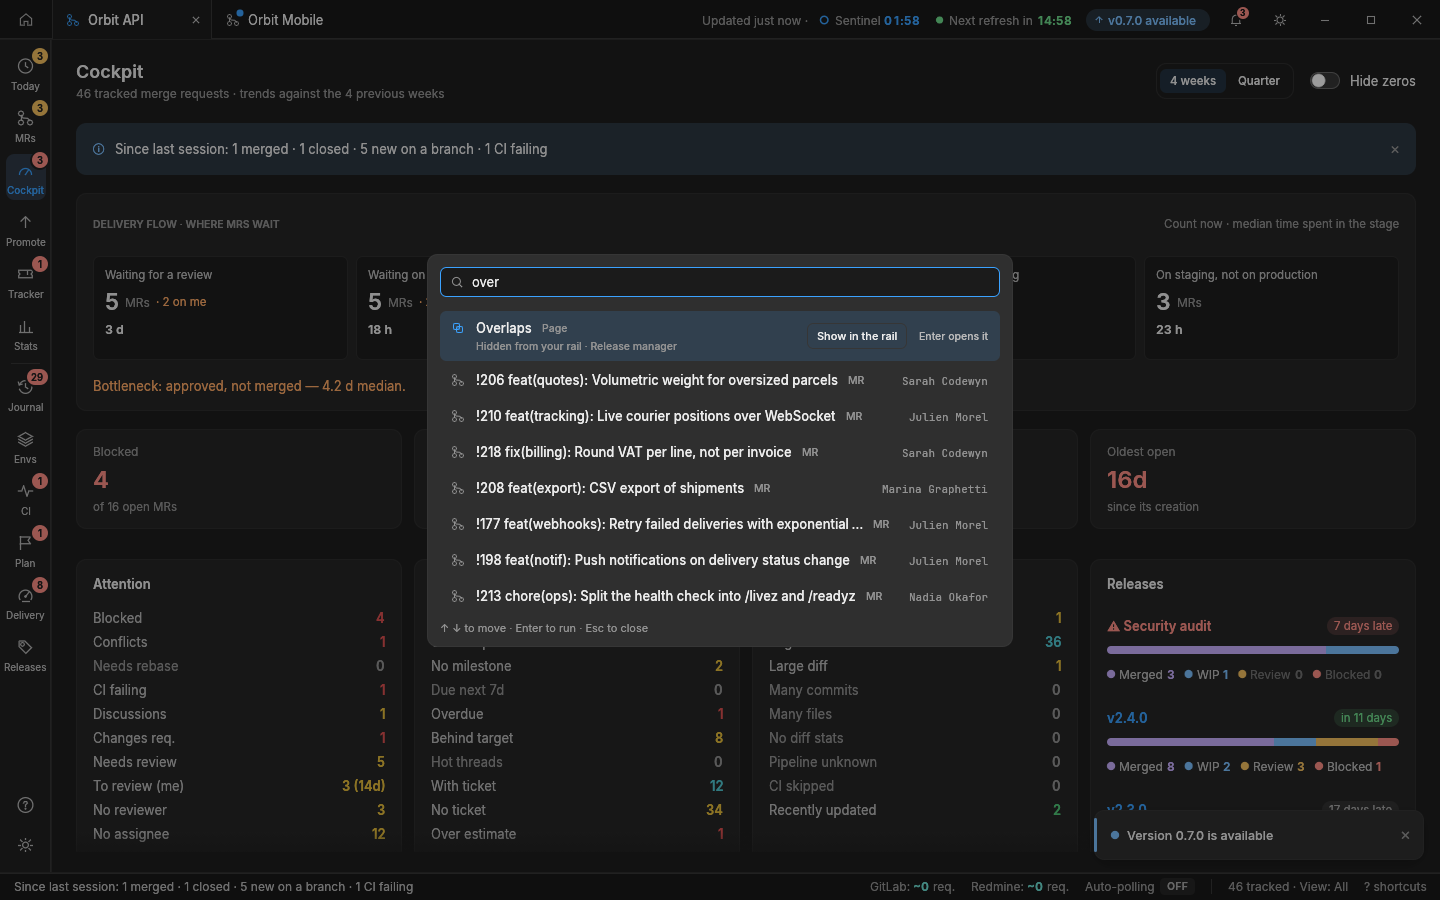 Orbit API
Orbit Mobile
Updated just now ·
Sentinel 01:58
Next refresh in 14:58
v0.7.0 available
3
3
Today
3
MRs
3
Cockpit
Promote
1
Tracker
Stats
29
Journal
Envs
1
CI
1
Plan
8
Delivery
Releases
Cockpit
46 tracked merge requests · trends against the 4 previous weeks
4 weeks
Quarter
Hide zeros
Since last session: 1 merged · 1 closed · 5 new on a branch · 1 CI failing
DELIVERY FLOW · WHERE MRS WAIT
Count now · median time spent in the stage
Waiting for a review
5 MRs · 2 on me
3 d
Waiting on
5 MRs
18 h
On staging, not on production
3 MRs
23 h
Bottleneck: approved, not merged — 4.2 d median.
over
Overlaps Page
Hidden from your rail · Release manager
Show in the rail
Enter opens it
!206 feat(quotes): Volumetric weight for oversized parcels MR Sarah Codewyn
!210 feat(tracking): Live courier positions over WebSocket MR Julien Morel
!218 fix(billing): Round VAT per line, not per invoice MR Sarah Codewyn
!208 feat(export): CSV export of shipments MR Marina Graphetti
!177 feat(webhooks): Retry failed deliveries with exponential ... MR Julien Morel
!198 feat(notif): Push notifications on delivery status change MR Julien Morel
!213 chore(ops): Split the health check into /livez and /readyz MR Nadia Okafor
↑ ↓ to move · Enter to run · Esc to close
Blocked
4
of 16 open MRs
Oldest open
16d
since its creation
Attention
Blocked 4
Conflicts 1
Needs rebase 0
CI failing 1
Discussions 1
Changes req. 1
Needs review 5
To review (me) 3 (14d)
No reviewer 3
No assignee 12
No milestone 2
Due next 7d 0
Overdue 1
Behind target 8
Hot threads 0
With ticket 12
No ticket 34
Over estimate 1
1
36
Large diff 1
Many commits 0
Many files 0
No diff stats 0
Pipeline unknown 0
CI skipped 0
Recently updated 2
Releases
Security audit 7 days late
Merged 3 WIP 1 Review 0 Blocked 0
v2.4.0 in 11 days
Merged 8 WIP 2 Review 3 Blocked 1
17 days late
Version 0.7.0 is available
Since last session: 1 merged · 1 closed · 5 new on a branch · 1 CI failing
GitLab: ~0 req.
Redmine: ~0 req.
Auto-polling OFF
46 tracked · View: All
? shortcuts